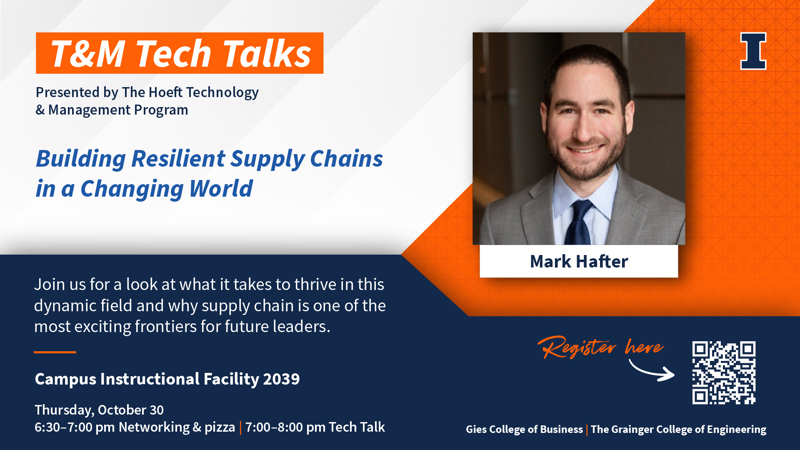 T&M Tech Talks
Presented by The Hoeft Technology
& Management Program
Building Resilient Supply Chains
in a Changing World
Mark Hafter
Join us for a look at what it takes to thrive in this
dynamic field and why supply chain is one of the
most exciting frontiers for future leaders.
Campus Instructional Facility 2039
Thursday, October 30
6:30–7:00 pm Networking & pizza | 7:00–8:00 pm Tech Talk
Register here
Gies College of Business | The Grainger College of Engineering
I